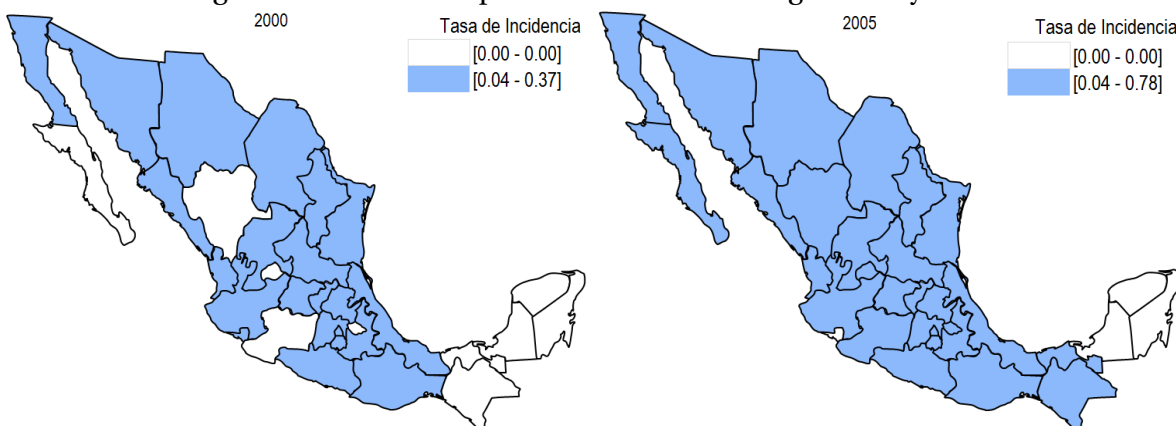 2000
Tasa de Incidencia
[0.00 - 0.00]
[0.04 - 0.37]
2005
Tasa de Incidencia
[0.00 - 0.00]
[0.04 - 0.78]